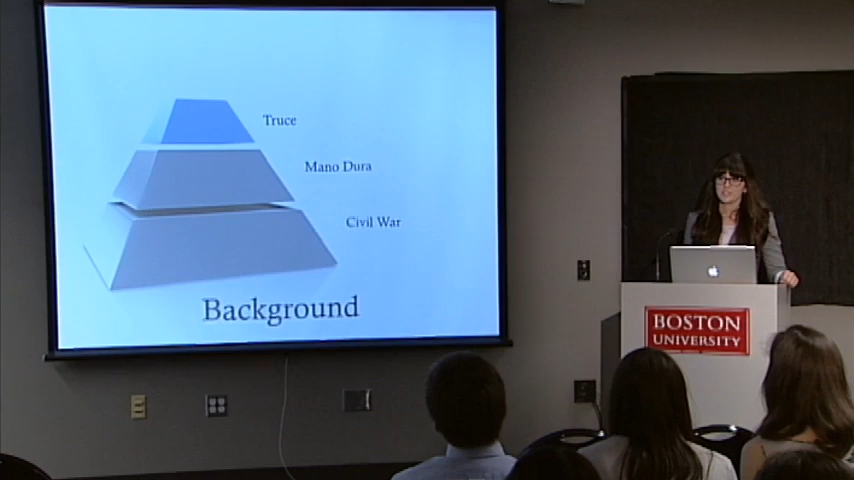 Truce
Mano Dura
Civil War
Background
BOSTON
UNIVERSITY